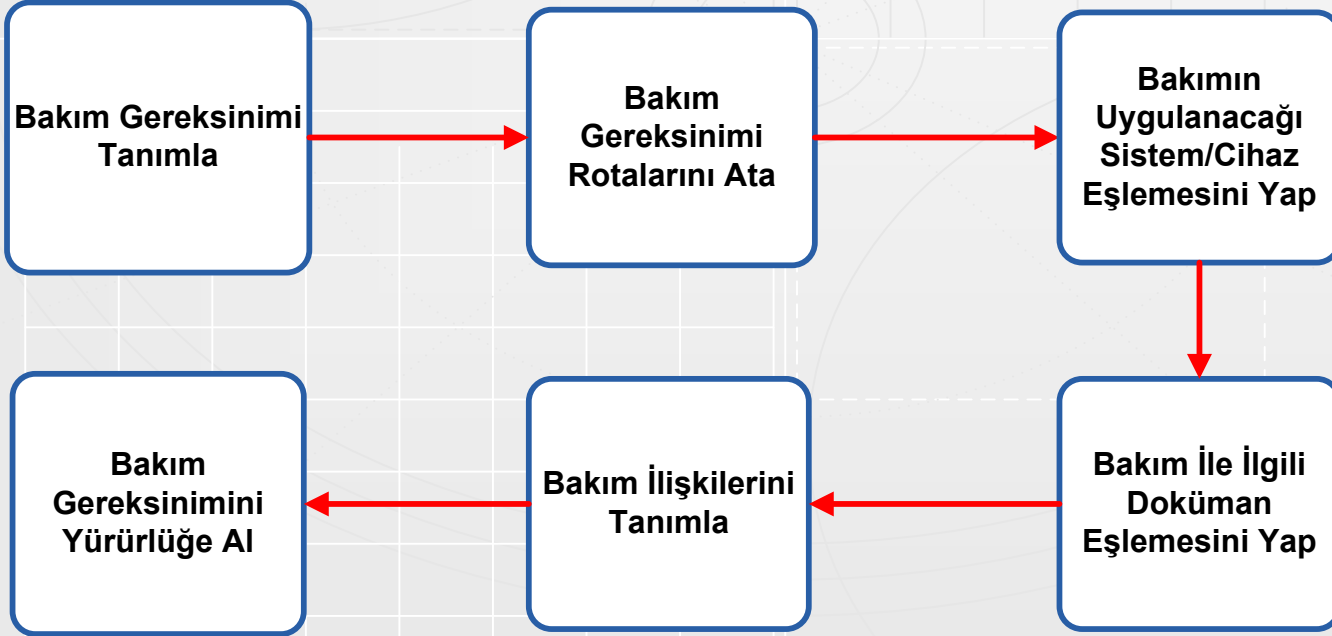 Bakım Gereksinimi
Tanımla
Bakım
Gereksinimi
Rotalarını Ata
Bakımın
Uygulanacağı
Sistem/Cihaz
Eşlemesini Yap
Bakım İle İlgili
Doküman
Eşlemesini Yap
Bakım İlişkilerini
Tanımla
Bakım
Gereksinimini
Yürürlüğe Al